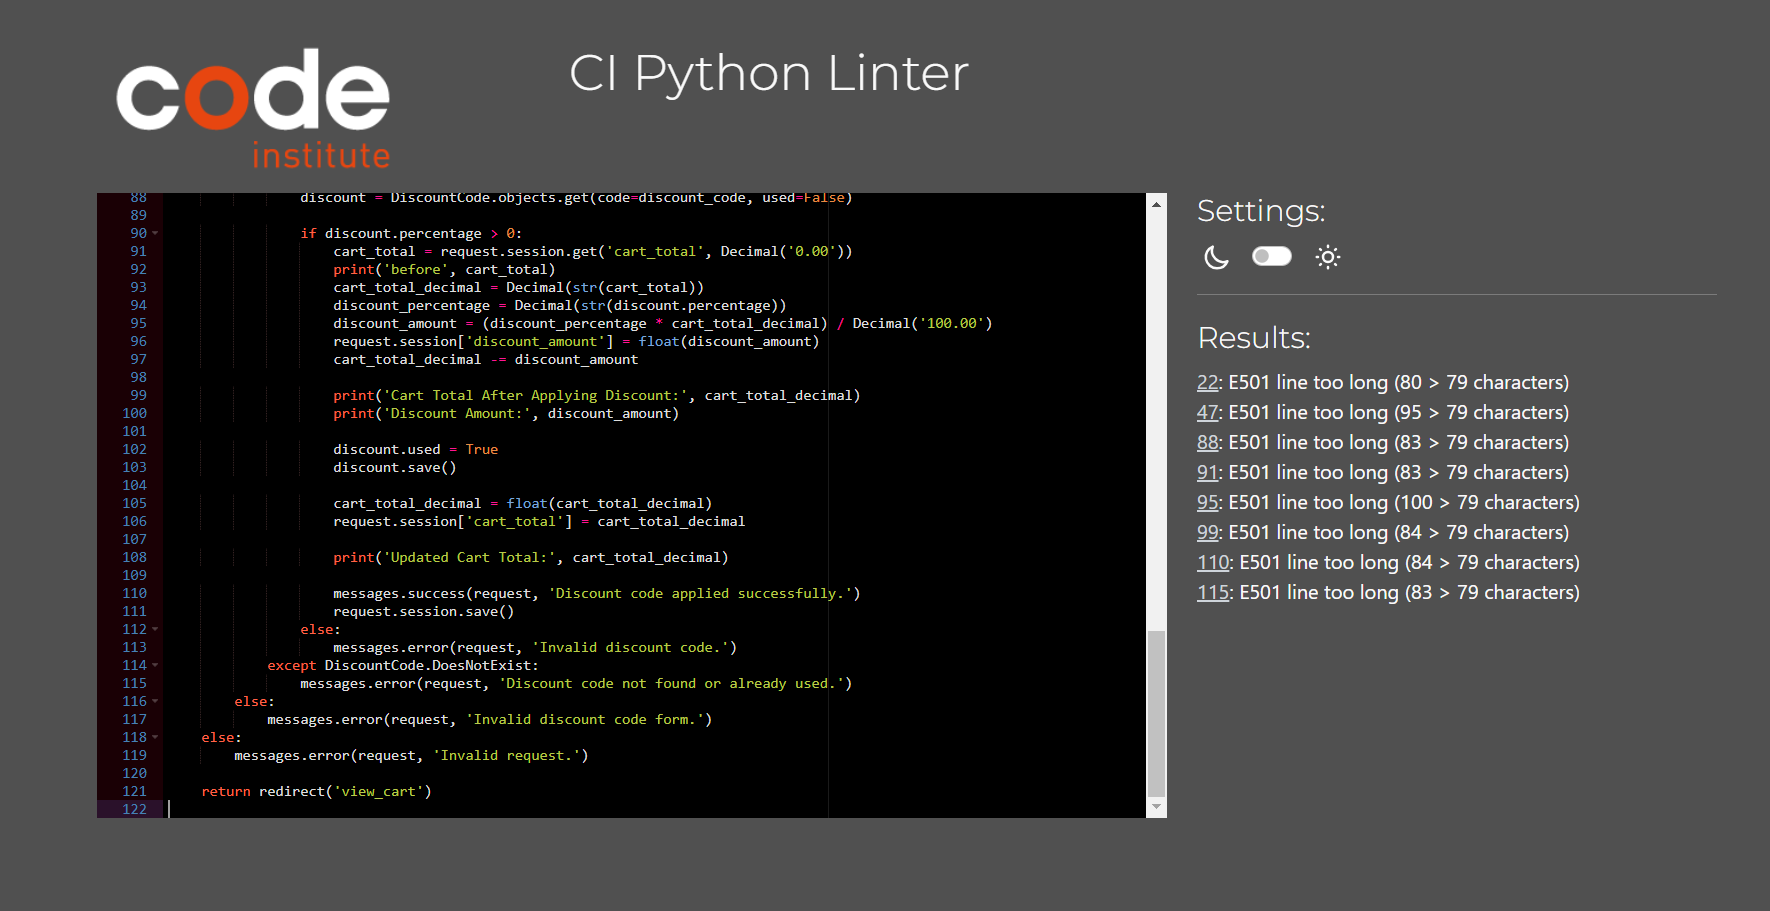 code
institute
CI Python Linter
88 discount = DiscountCode.objects.get(code=discount_code, used=False)
89
90 if discount.percentage > 0:
91 cart_total = request.session.get('cart_total', Decimal('0.00'))
92 print('before', cart_total)
93 cart_total_decimal = Decimal(str(cart_total))
94 discount_percentage = Decimal(str(discount.percentage))
95 discount_amount = (discount_percentage * cart_total_decimal) / Decimal('100.00')
96 request.session['discount_amount'] = float(discount_amount)
97 cart_total_decimal -= discount_amount
98
99 print('Cart Total After Applying Discount:', cart_total_decimal)
100 print('Discount Amount:', discount_amount)
101
102 discount.used = True
103 discount.save()
104
105 cart_total_decimal = float(cart_total_decimal)
106 request.session['cart_total'] = cart_total_decimal
107
108 print('Updated Cart Total:', cart_total_decimal)
109
110 messages.success(request, 'Discount code applied successfully.')
111 request.session.save()
112 else:
113 messages.error(request, 'Invalid discount code.')
114 except DiscountCode.DoesNotExist:
115 messages.error(request, 'Discount code not found or already used.')
116 else:
117 messages.error(request, 'Invalid discount code form.')
118 else:
119 messages.error(request, 'Invalid request.')
120
121 return redirect('view_cart')
122
Settings:
Results:
22: E501 line too long (80 > 79 characters)
47: E501 line too long (95 > 79 characters)
88: E501 line too long (83 > 79 characters)
91: E501 line too long (83 > 79 characters)
95: E501 line too long (100 > 79 characters)
99: E501 line too long (84 > 79 characters)
110: E501 line too long (84 > 79 characters)
115: E501 line too long (83 > 79 characters)